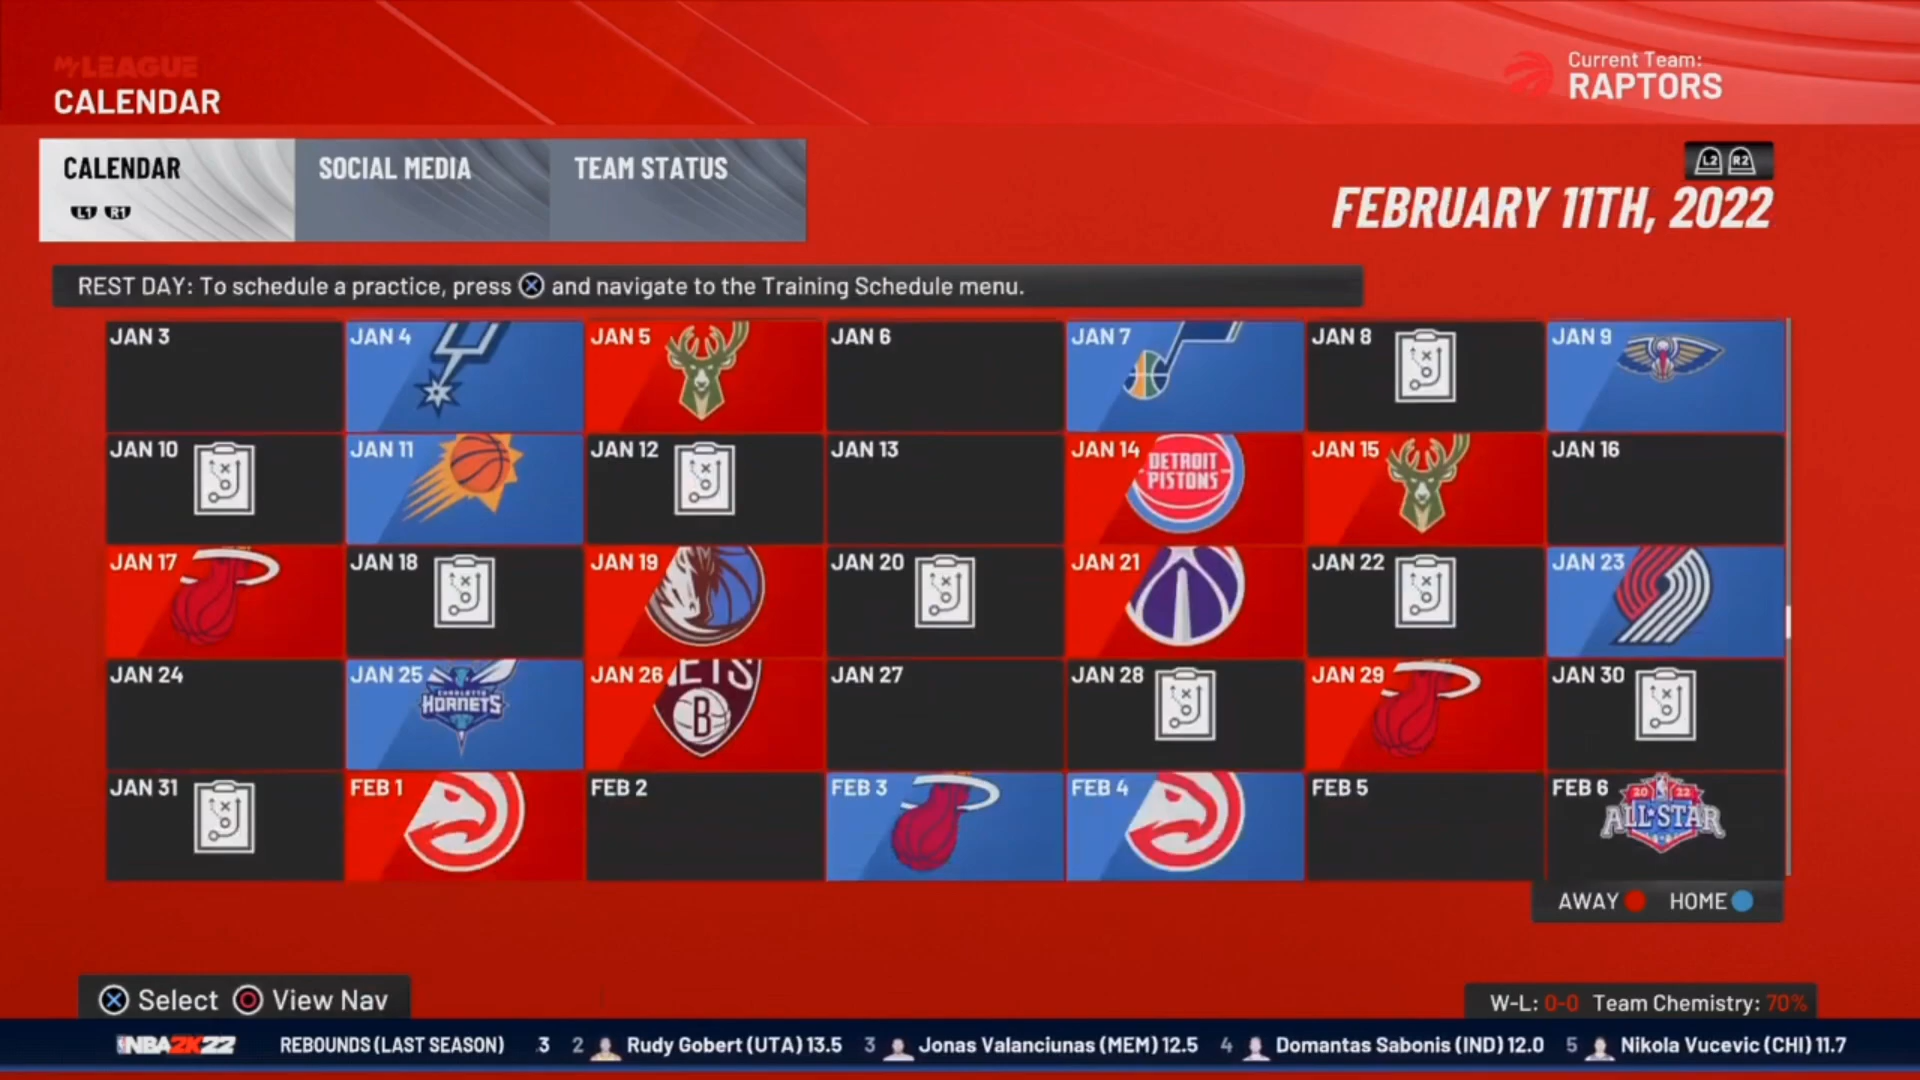 MyLEAGUE
CALENDAR
Current Team:
RAPTORS
CALENDAR
L1 R1
SOCIAL MEDIA
TEAM STATUS
L2 R2
FEBRUARY 11TH, 2022
REST DAY: To schedule a practice, press and navigate to the Training Schedule menu.
JAN 3 JAN 4 JAN 5 JAN 6 JAN 7 JAN 8 JAN 9
JAN 10 JAN 11 JAN 12 JAN 13 JAN 14 DETROIT PISTONS JAN 15 JAN 16
JAN 17 JAN 18 JAN 19 JAN 20 JAN 21 JAN 22 JAN 23
JAN 24 JAN 25 CHARLOTTE HORNETS JAN 26 ETS B JAN 27 JAN 28 JAN 29 JAN 30
JAN 31 FEB 1 FEB 2 FEB 3 FEB 4 FEB 5 FEB 6 2022 ALL-STAR
AWAY HOME
Select View Nav
W-L: 0-0 Team Chemistry: 70%
NBA2K22 REBOUNDS (LAST SEASON) .3 2 Rudy Gobert (UTA) 13.5 3 Jonas Valanciunas (MEM) 12.5 4 Domantas Sabonis (IND) 12.0 5 Nikola Vucevic (CHI) 11.7